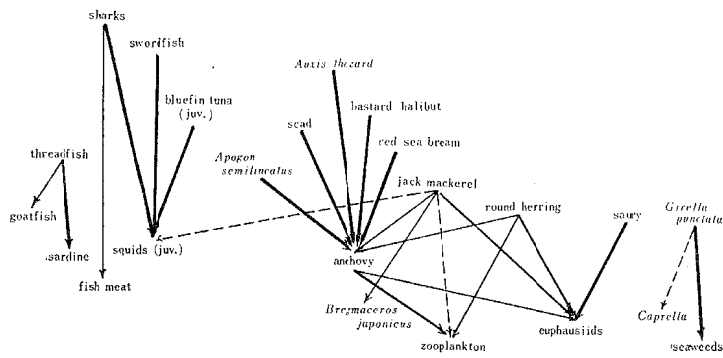 sharks
swordfish
bluefin tuna
(juv.)
Auxis thazard
bastard halibut
scad
red sea bream
threadfish
Apogon
semilineatus
jack mackerel
round herring
saury
Girella
punctata
goatfish
sardine
squids (juv.)
anchovy
fish meat
Bregmaceros
japonicus
zooplankton
euphausiids
Caprella
seaweeds